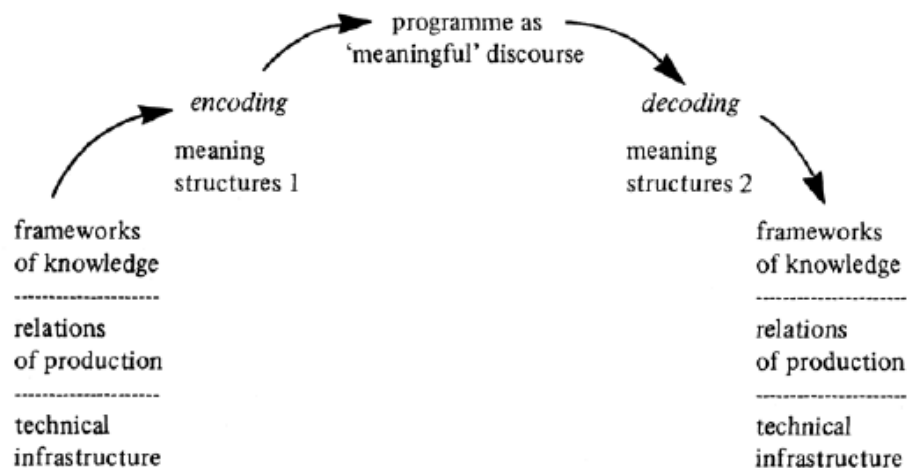 programme as
‘meaningful’ discourse
encoding
meaning
structures 1
decoding
meaning
structures 2
frameworks
of knowledge
relations
of production
technical
infrastructure
frameworks
of knowledge
relations
of production
technical
infrastructure